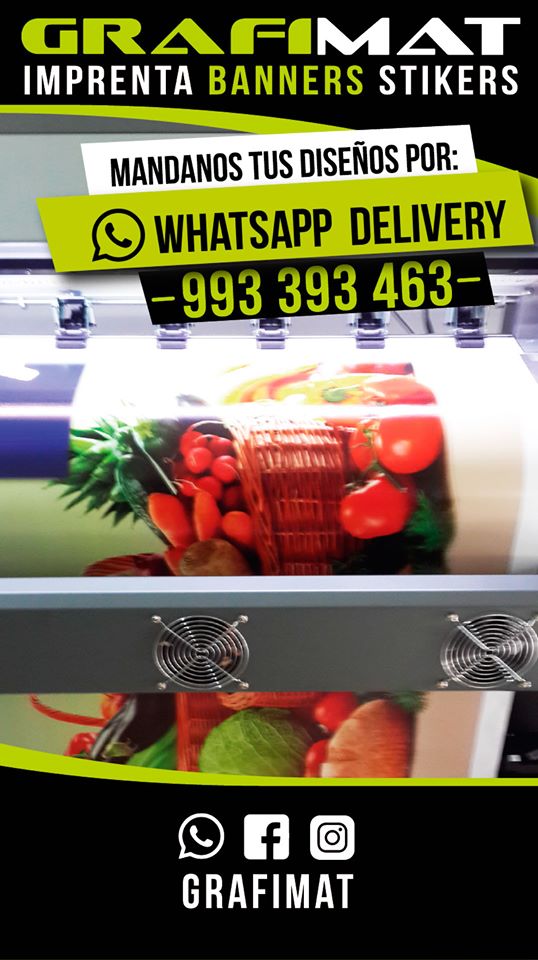 GRAFIMAT
IMPRENTA BANNERS STIKERS
MANDANOS TUS DISEÑOS POR:
WHATSAPP DELIVERY
-993 393 463-
GRAFIMAT